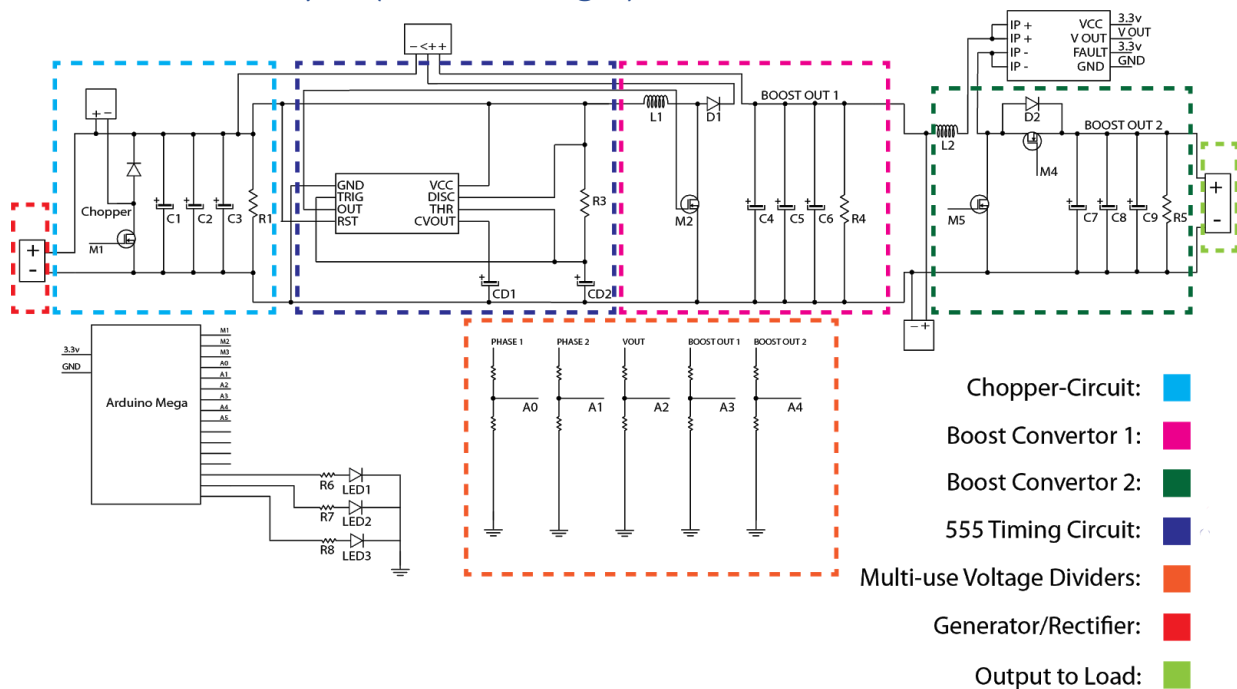 - < + +
IP + VCC 3.3v
IP + V OUT V OUT
IP - FAULT 3.3v
IP - GND GND
+ -
BOOST OUT 1
L1
D1
D2
BOOST OUT 2
L2
M4
GND VCC
TRIG DISC
OUT THR
RST CVOUT
Chopper
C1
C2
C3
R1
R3
M2
C4
C5
C6
R4
M5
C7
C8
C9
R5
+
-
M1
+
-
CD1
CD2
- +
3.3v
GND
Arduino Mega
M1
M2
M3
A0
A1
A2
A3
A4
A5
R6
LED1
R7
LED2
R8
LED3
PHASE 1
PHASE 2
VOUT
BOOST OUT 1
BOOST OUT 2
A0
A1
A2
A3
A4
Chopper-Circuit:
Boost Convertor 1:
Boost Convertor 2:
555 Timing Circuit:
Multi-use Voltage Dividers:
Generator/Rectifier:
Output to Load: